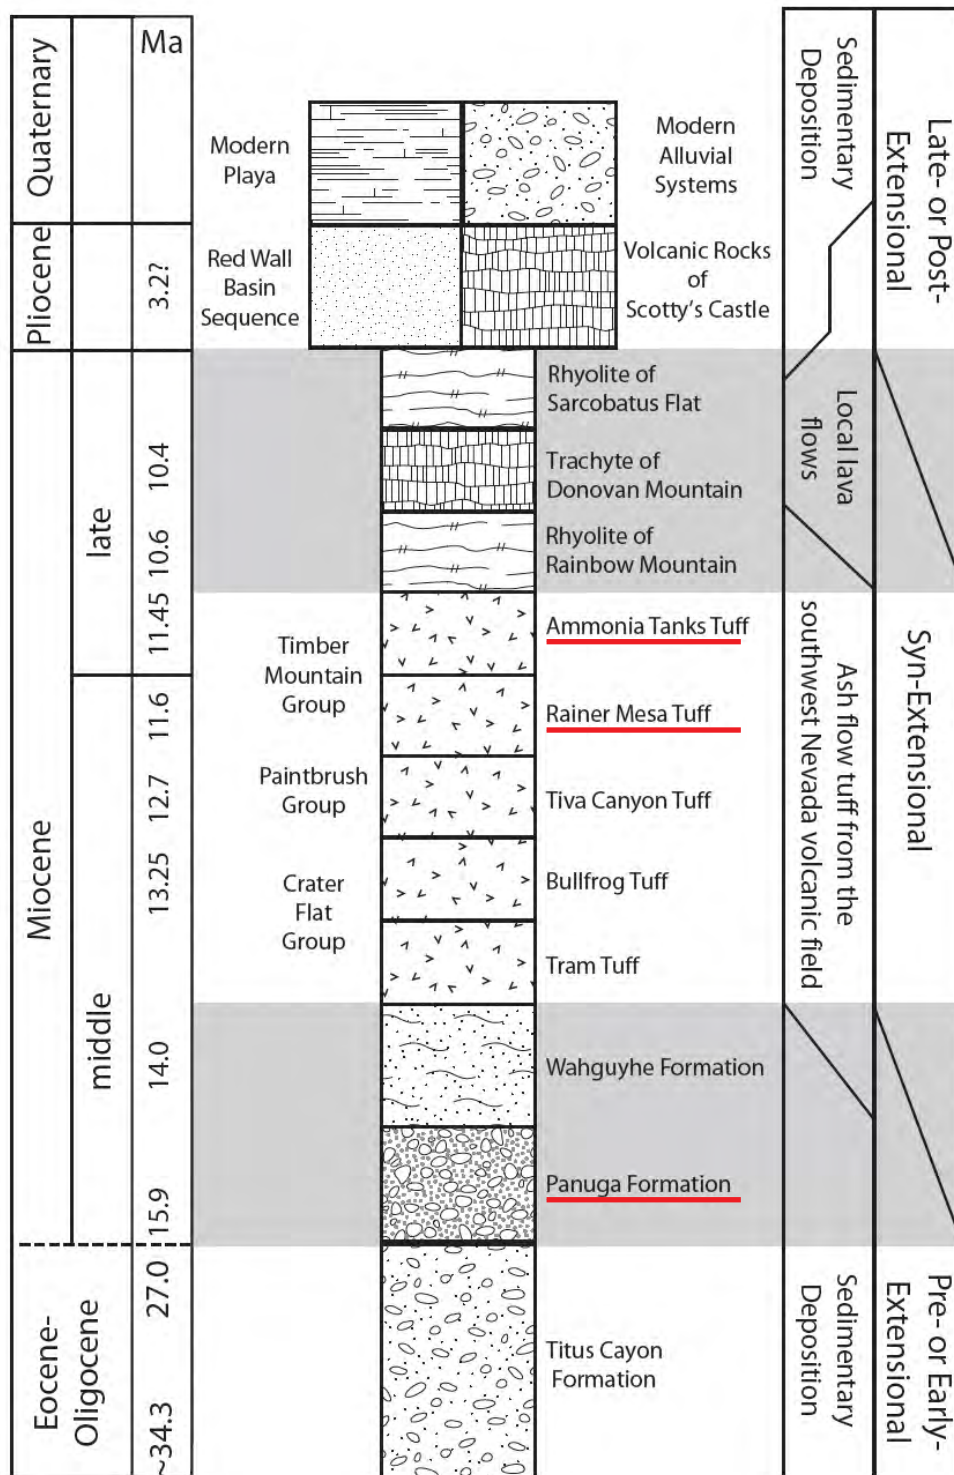 Ma
Quaternary
Pliocene
3.2?
Miocene
late
10.4
10.6
11.45
middle
11.6
12.7
13.25
14.0
15.9
Eocene-
Oligocene
27.0
~34.3
Modern
Playa
Modern
Alluvial
Systems
Red Wall
Basin
Sequence
Volcanic Rocks
of
Scotty's Castle
Rhyolite of
Sarcobatus Flat
Trachyte of
Donovan Mountain
Rhyolite of
Rainbow Mountain
Timber
Mountain
Group
Ammonia Tanks Tuff
Rainer Mesa Tuff
Paintbrush
Group
Tiva Canyon Tuff
Crater
Flat
Group
Bullfrog Tuff
Tram Tuff
Wahguyhe Formation
Panuga Formation
Titus Cayon
Formation
Sedimentary
Deposition
Local lava
flows
Ash flow tuff from the
southwest Nevada volcanic field
Sedimentary
Deposition
Late- or Post-
Extensional
Syn-Extensional
Pre- or Early-
Extensional